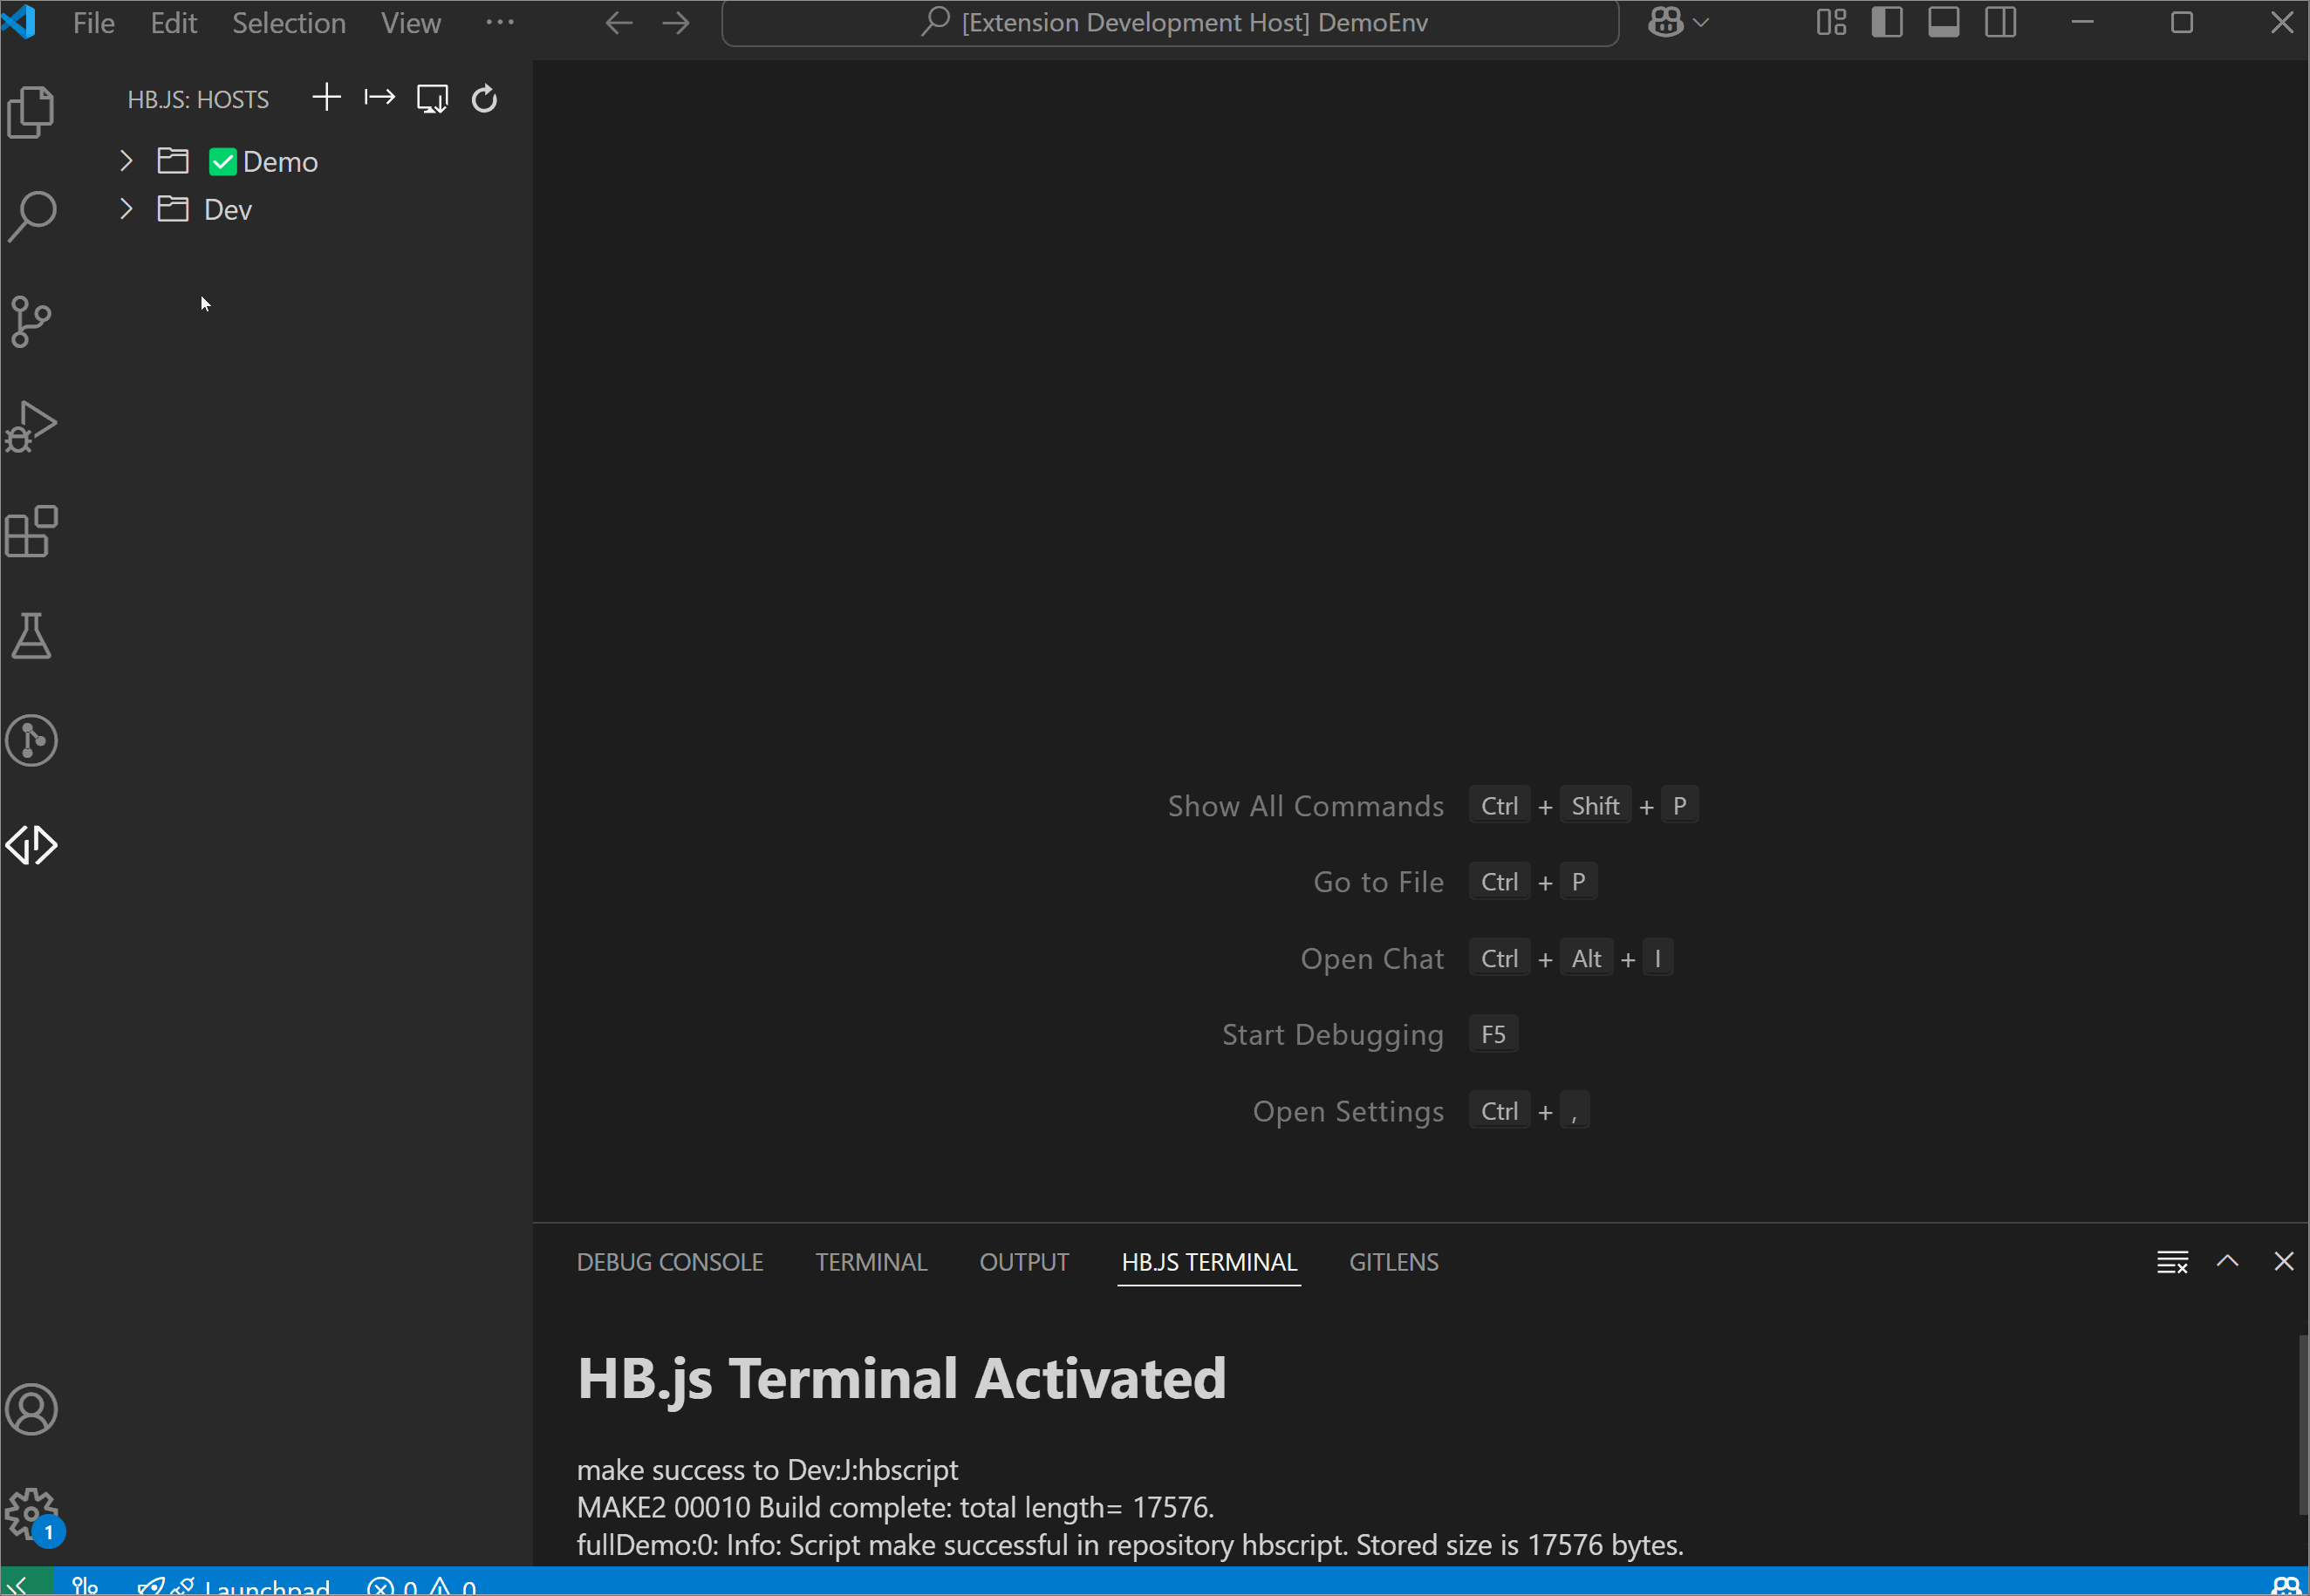 File Edit Selection View ···
[Extension Development Host] DemoEnv
HB.JS: HOSTS
Demo
Dev
Show All Commands Ctrl + Shift + P
Go to File Ctrl + P
Open Chat Ctrl + Alt + I
Start Debugging F5
Open Settings Ctrl + ,
DEBUG CONSOLE TERMINAL OUTPUT HB.JS TERMINAL GITLENS
HB.js Terminal Activated
make success to Dev:J:hbscript
MAKE2 00010 Build complete: total length= 17576.
fullDemo:0: Info: Script make successful in repository hbscript. Stored size is 17576 bytes.
1
Launchpad 0 0